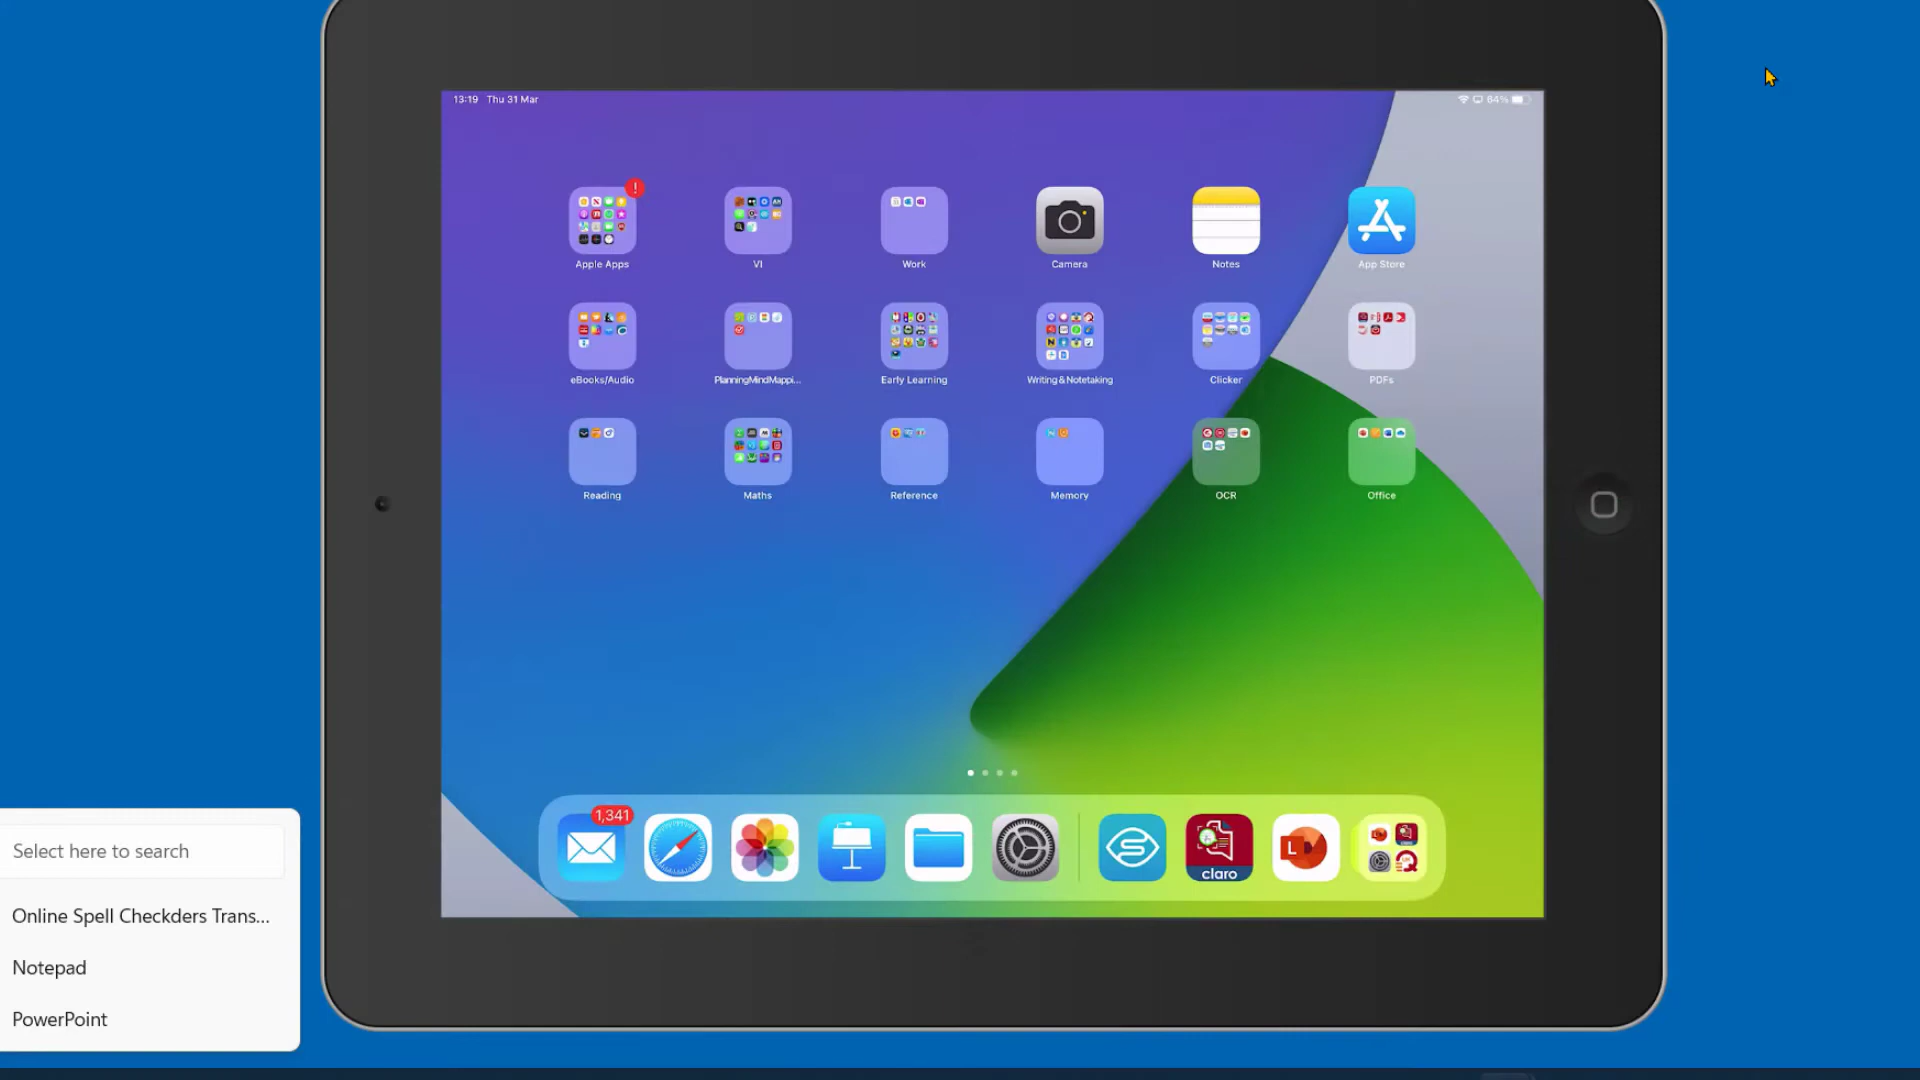 13:19 Thu 31 Mar
64%
!
Apple Apps
VI
Work
Camera
Notes
App Store
eBooks/Audio
PlanningMindMappi...
Early Learning
Writing&Notetaking
Clicker
PDFs
Reading
Maths
Reference
Memory
OCR
Office
1,341
claro
L
Select here to search
Online Spell Checkders Trans...
Notepad
PowerPoint